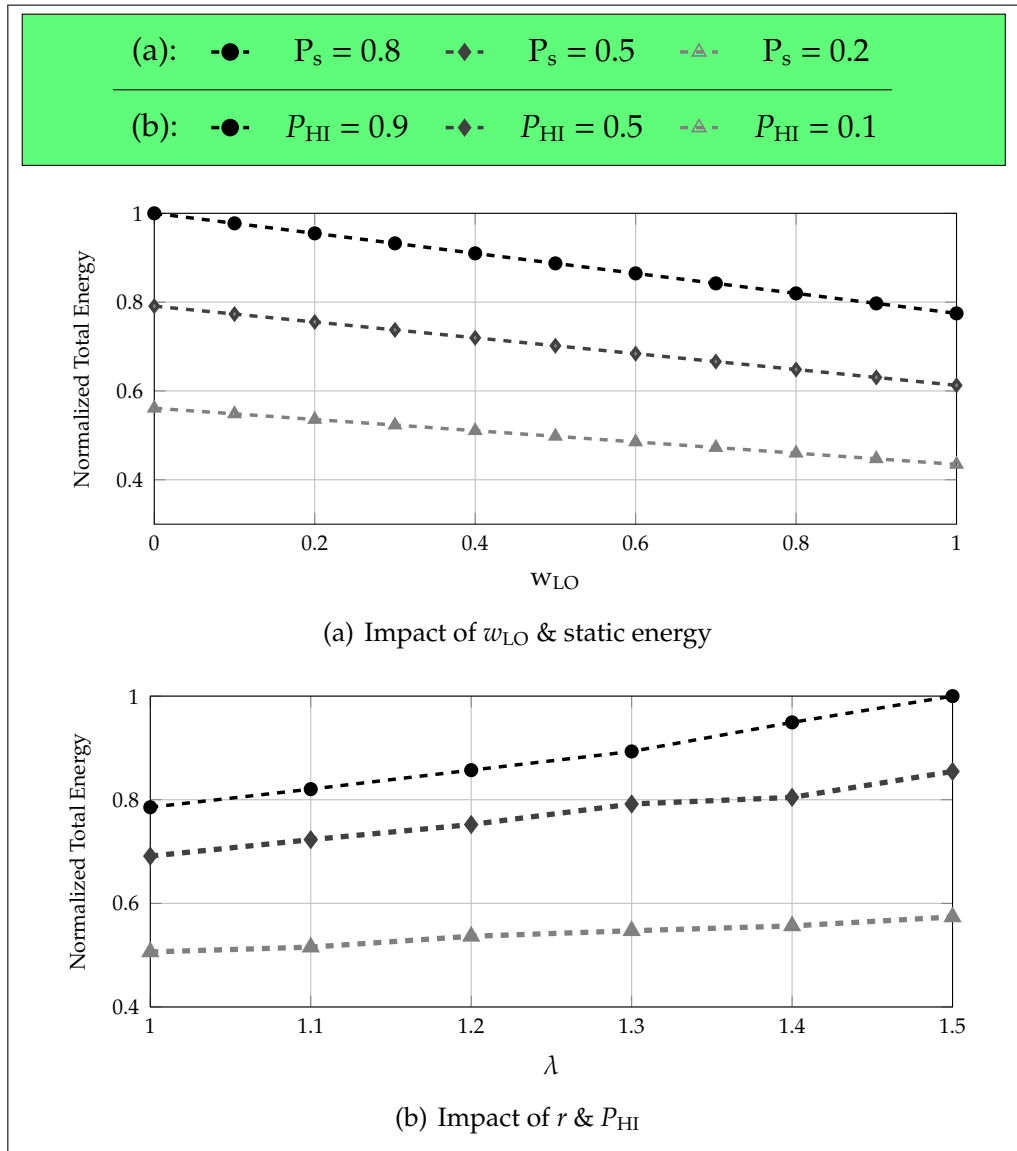 (a): P_s = 0.8 P_s = 0.5 P_s = 0.2
(b): P_HI = 0.9 P_HI = 0.5 P_HI = 0.1
1
0.8
0.6
0.4
Normalized Total Energy
0 0.2 0.4 0.6 0.8 1
w_LO
(a) Impact of w_LO & static energy
1
0.8
0.6
0.4
Normalized Total Energy
1 1.1 1.2 1.3 1.4 1.5
λ
(b) Impact of r & P_HI